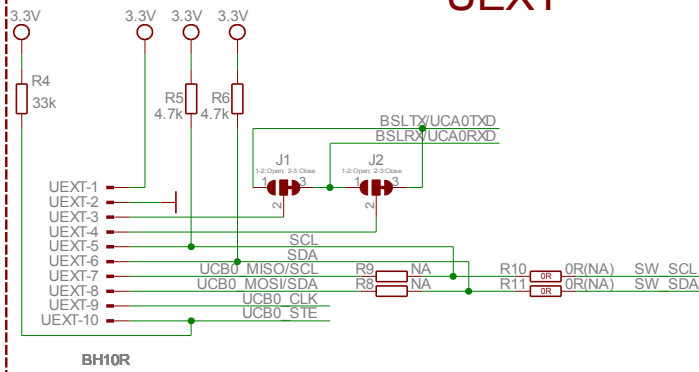 UEXT
3.3V 3.3V 3.3V 3.3V
R4
33k
R5
4.7k
R6
4.7k
BSLTX/UCA0TXD
BSLRX/UCA0RXD
J1
1-2:Open; 2-3:Close
1 3
2
J2
1-2:Open; 2-3:Close
1 3
2
UEXT-1
UEXT-2
UEXT-3
UEXT-4
UEXT-5 SCL
UEXT-6 SDA
UEXT-7 UCB0_MISO/SCL R9 NA R10 0R 0R(NA) SW_SCL
UEXT-8 UCB0_MOSI/SDA R8 NA R11 0R 0R(NA) SW_SDA
UEXT-9 UCB0_CLK
UEXT-10 UCB0_STE
BH10R